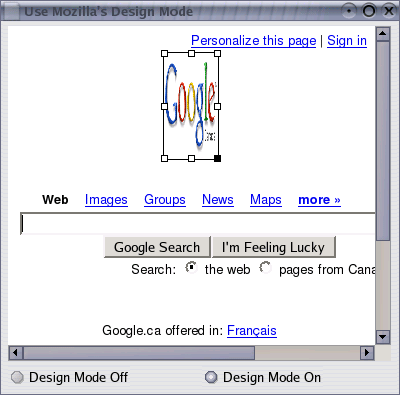 Use Mozilla's Design Mode
Personalize this page | Sign in
Google
Web Images Groups News Maps more »
Google Search I'm Feeling Lucky
Search: the web pages from Cana
Google.ca offered in: Français
Design Mode Off Design Mode On